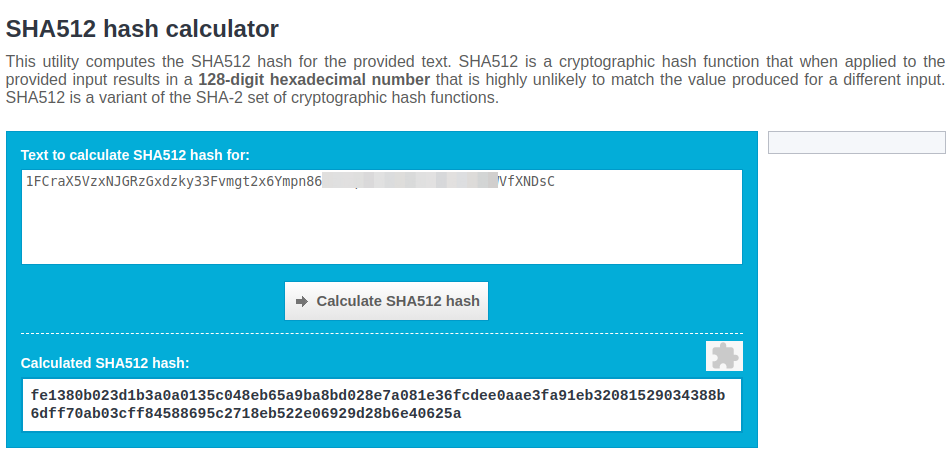 SHA512 hash calculator
This utility computes the SHA512 hash for the provided text. SHA512 is a cryptographic hash function that when applied to the
provided input results in a 128-digit hexadecimal number that is highly unlikely to match the value produced for a different input.
SHA512 is a variant of the SHA-2 set of cryptographic hash functions.
Text to calculate SHA512 hash for:
1FCraX5VzxNJGRzGxdzky33Fvmgt2x6Ympn86 VfXNDsC
Calculate SHA512 hash
Calculated SHA512 hash:
fe1380b023d1b3a0a0135c048eb65a9ba8bd028e7a081e36fcdee0aae3fa91eb32081529034388b
6dff70ab03cff84588695c2718eb522e06929d28b6e40625a